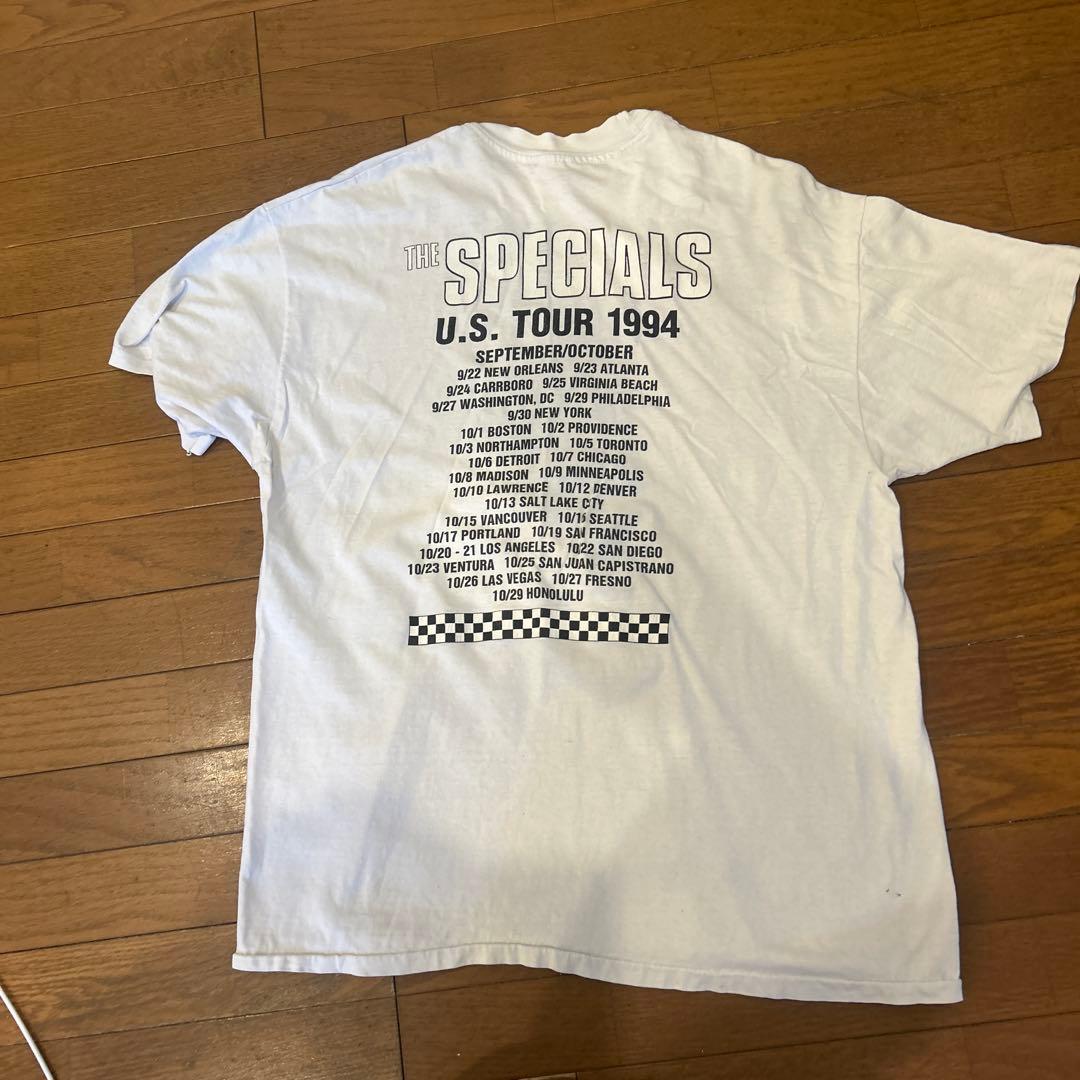 THE SPECIALS
U.S. TOUR 1994
SEPTEMBER/OCTOBER
9/22 NEW ORLEANS 9/23 ATLANTA
9/24 CARRBORO 9/25 VIRGINIA BEACH
9/27 WASHINGTON, DC 9/29 PHILADELPHIA
9/30 NEW YORK
10/1 BOSTON 10/2 PROVIDENCE
10/3 NORTHAMPTON 10/5 TORONTO
10/6 DETROIT 10/7 CHICAGO
10/8 MADISON 10/9 MINNEAPOLIS
10/10 LAWRENCE 10/12 DENVER
10/13 SALT LAKE CITY
10/15 VANCOUVER 10/16 SEATTLE
10/17 PORTLAND 10/19 SAN FRANCISCO
10/20 - 21 LOS ANGELES 10/22 SAN DIEGO
10/23 VENTURA 10/25 SAN JUAN CAPISTRANO
10/26 LAS VEGAS 10/27 FRESNO
10/29 HONOLULU